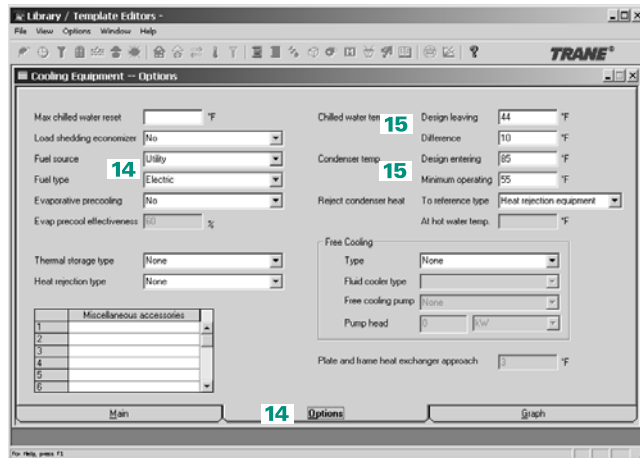 Library / Template Editors -
File View Options Window Help
TRANE®
Cooling Equipment -- Options
Max chilled water reset °F
Load shedding economizer No
Fuel source Utility
14
Fuel type Electric
Evaporative precooling No
Evap precool effectiveness 60 %
Thermal storage type None
Heat rejection type None
Miscellaneous accessories
1
2
3
4
5
6
Chilled water tem 15 Design leaving 44 °F
Difference 10 °F
Condenser temp 15 Design entering 85 °F
Minimum operating 55 °F
Reject condenser heat To reference type Heat rejection equipment
At hot water temp. °F
Free Cooling
Type None
Fluid cooler type
Free cooling pump None
Pump head 0 kW
Plate and frame heat exchanger approach 3 °F
Main 14 Options Graph
For Help, press F1